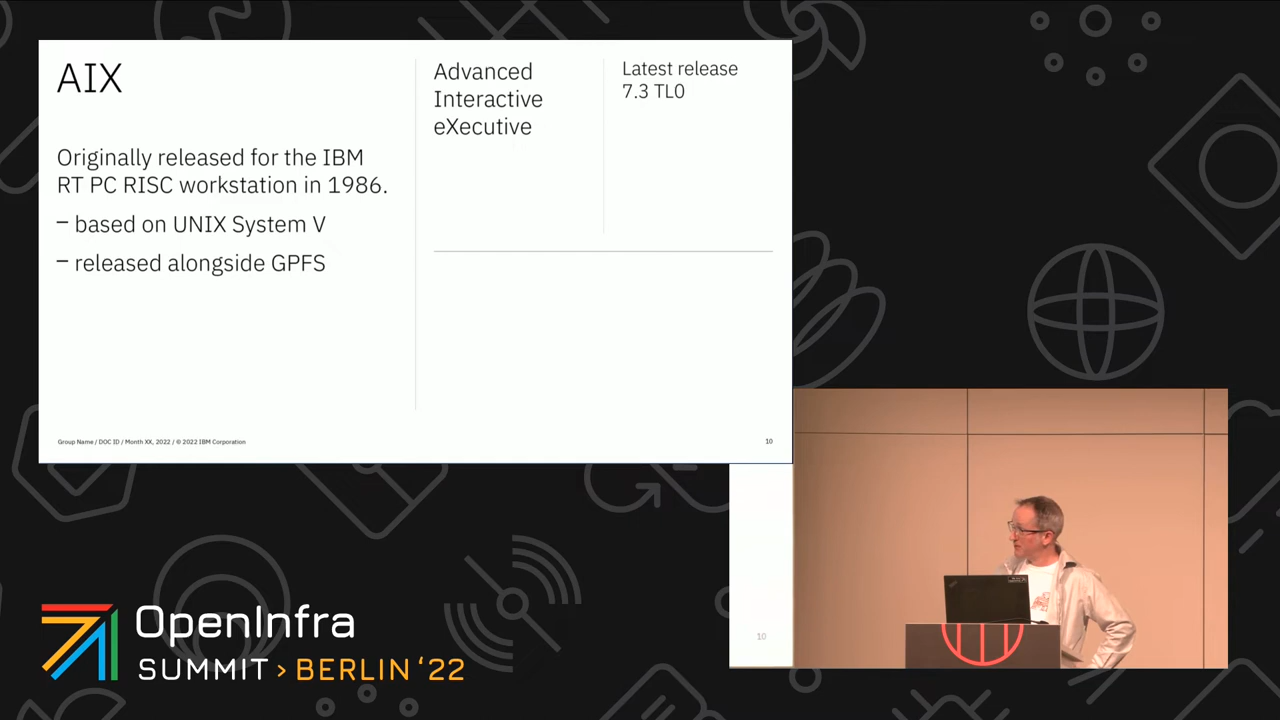 AIX
Originally released for the IBM
RT PC RISC workstation in 1986.
– based on UNIX System V
– released alongside GPFS
Advanced
Interactive
eXecutive
Latest release
7.3 TL0
Group Name / DOC ID / Month XX, 2022 / © 2022 IBM Corporation
10
10
OpenInfra
SUMMIT > BERLIN ‘22